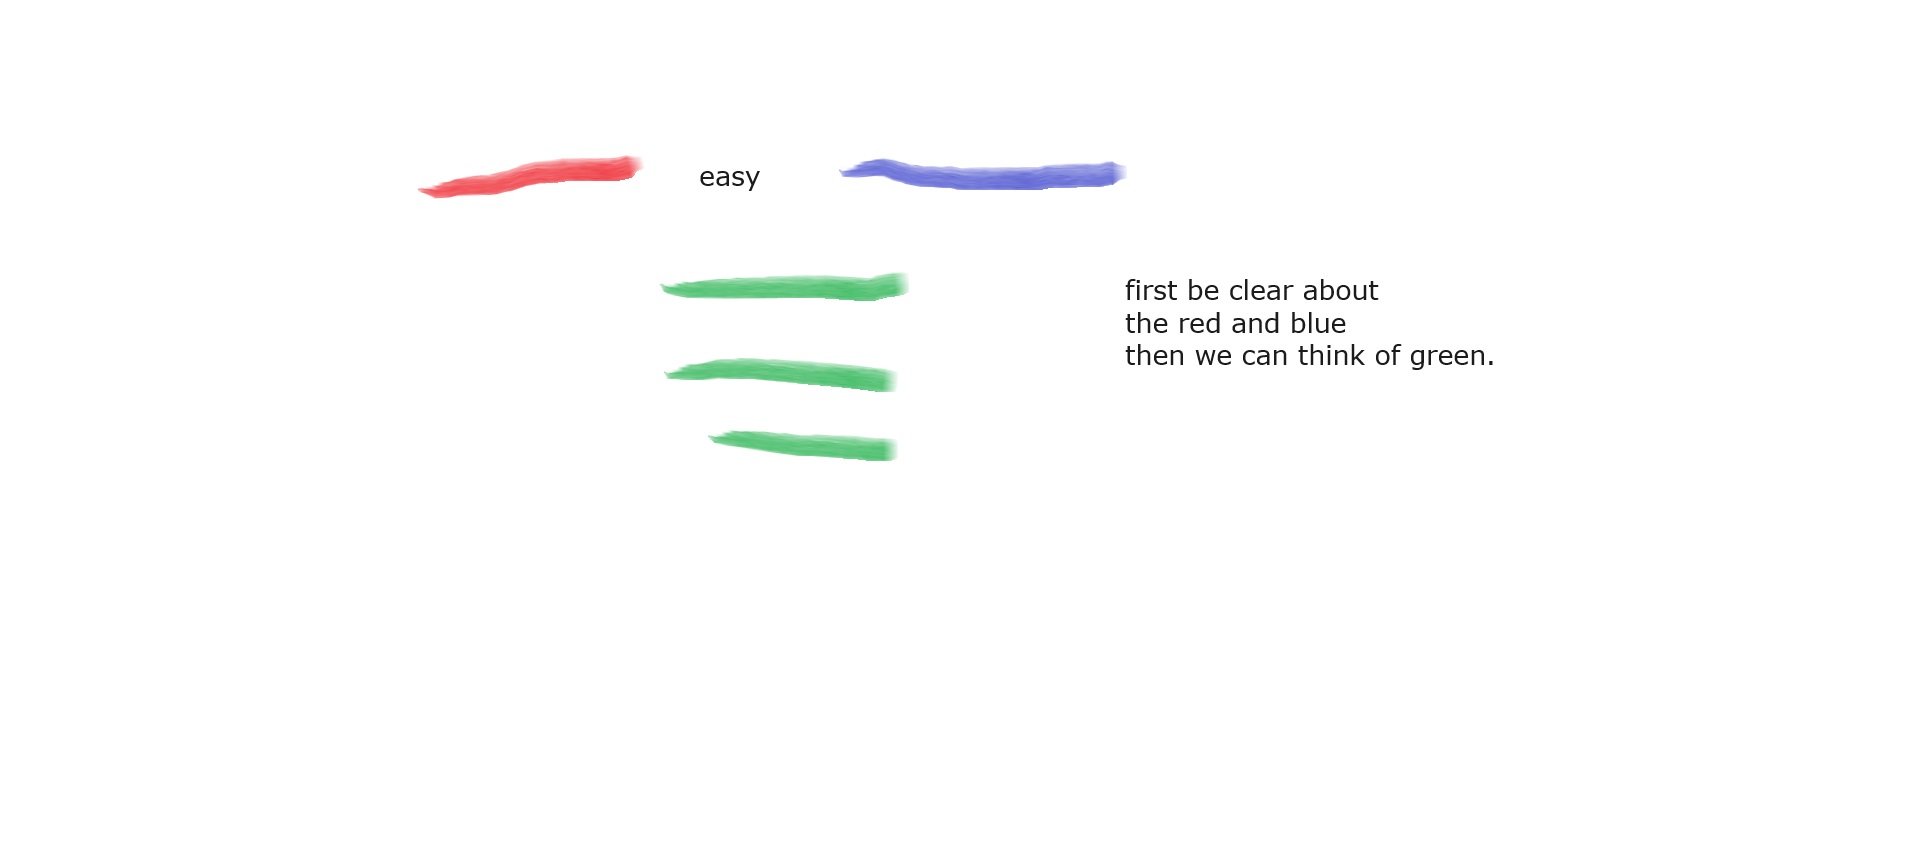 easy
first be clear about
the red and blue
then we can think of green.